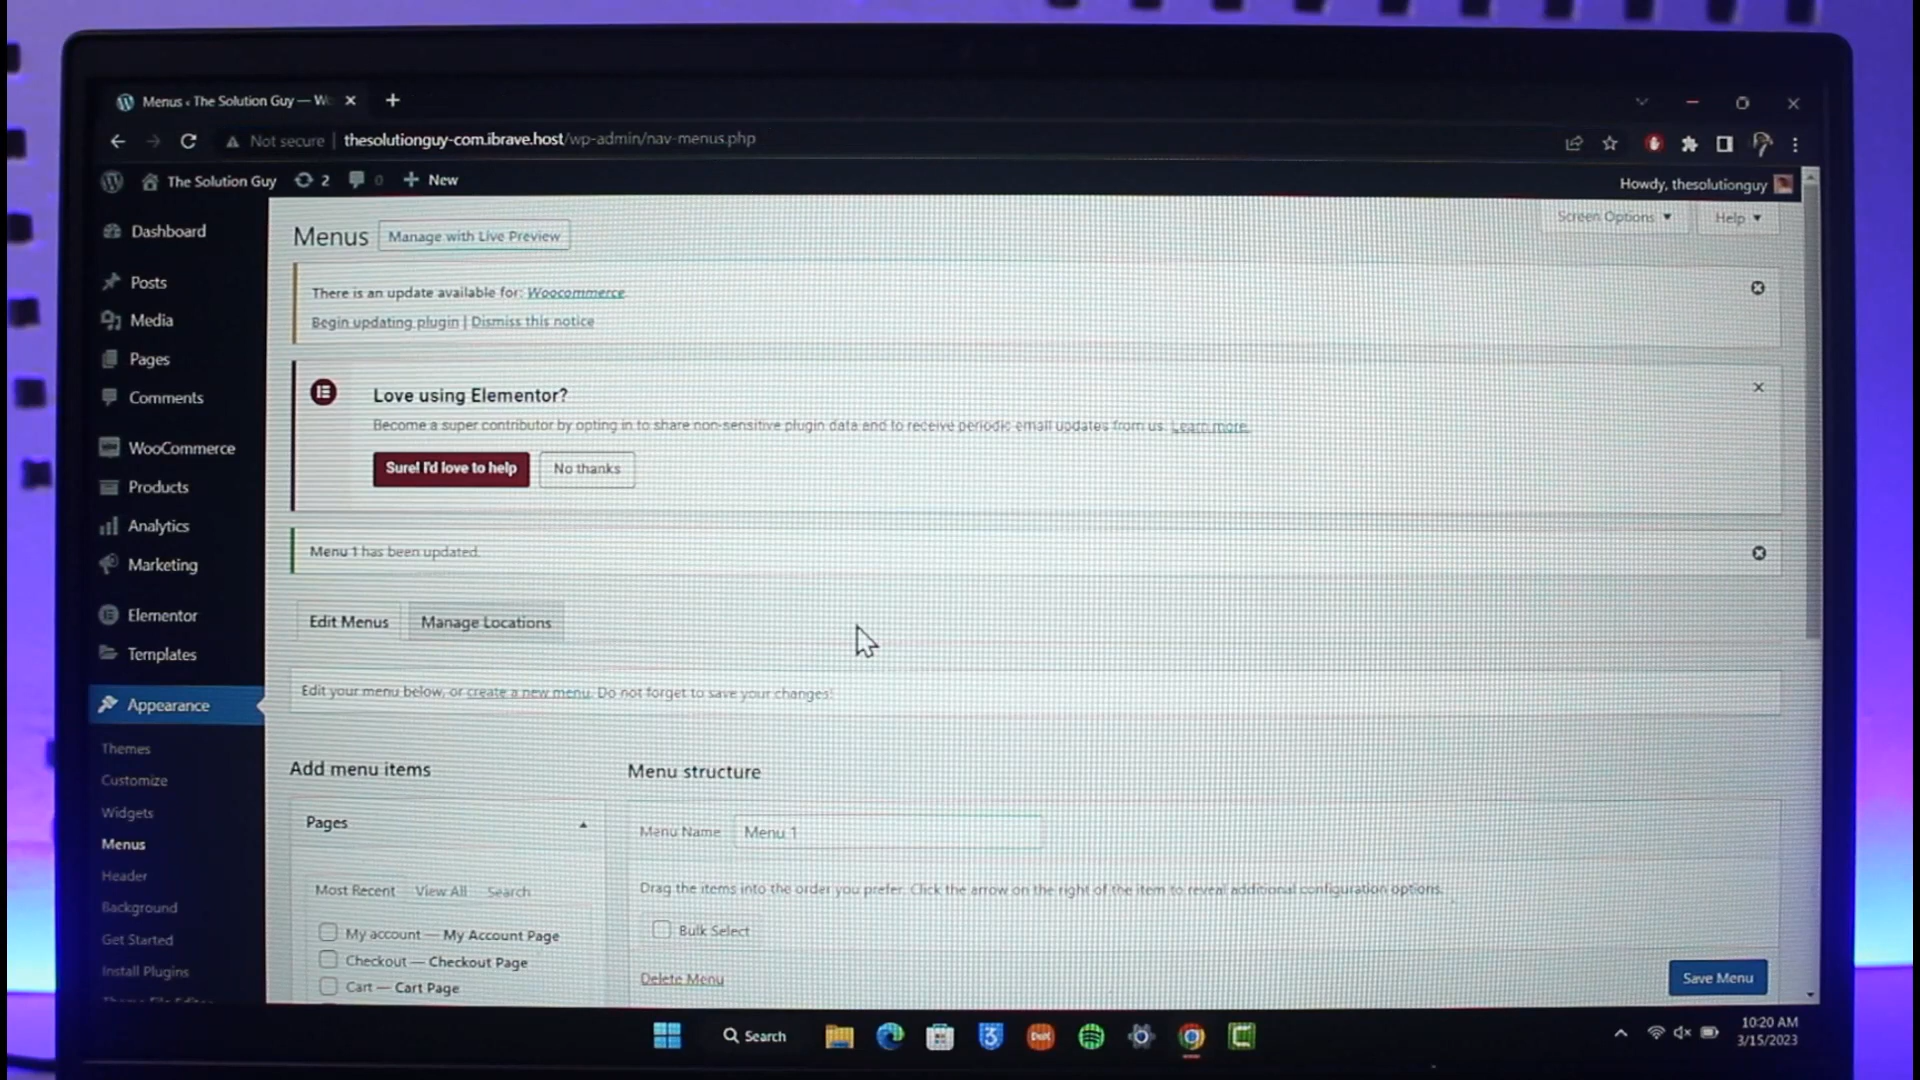 Menus ‹ The Solution Guy — W
Not secure | thesolutionguy-com.ibrave.host/wp-admin/nav-menus.php
The Solution Guy 2 0 + New
Howdy, thesolutionguy
Screen Options Help
Dashboard
Posts
Media
Pages
Comments
WooCommerce
Products
Analytics
Marketing
Elementor
Templates
Appearance
Themes
Customize
Widgets
Menus
Header
Background
Get Started
Install Plugins
Menus Manage with Live Preview
There is an update available for: Woocommerce
Begin updating plugin | Dismiss this notice
Love using Elementor?
Become a super contributor by opting in to share non-sensitive plugin data and to receive periodic email updates from us. Learn more.
Sure! I'd love to help No thanks
Menu 1 has been updated.
Edit Menus Manage Locations
Edit your menu below, or create a new menu. Do not forget to save your changes!
Add menu items
Pages
Most Recent View All Search
My account — My Account Page
Checkout — Checkout Page
Cart — Cart Page
Menu structure
Menu Name Menu 1
Drag the items into the order you prefer. Click the arrow on the right of the item to reveal additional configuration options.
Bulk Select
Delete Menu
Save Menu
Search
10:20 AM
3/15/2023